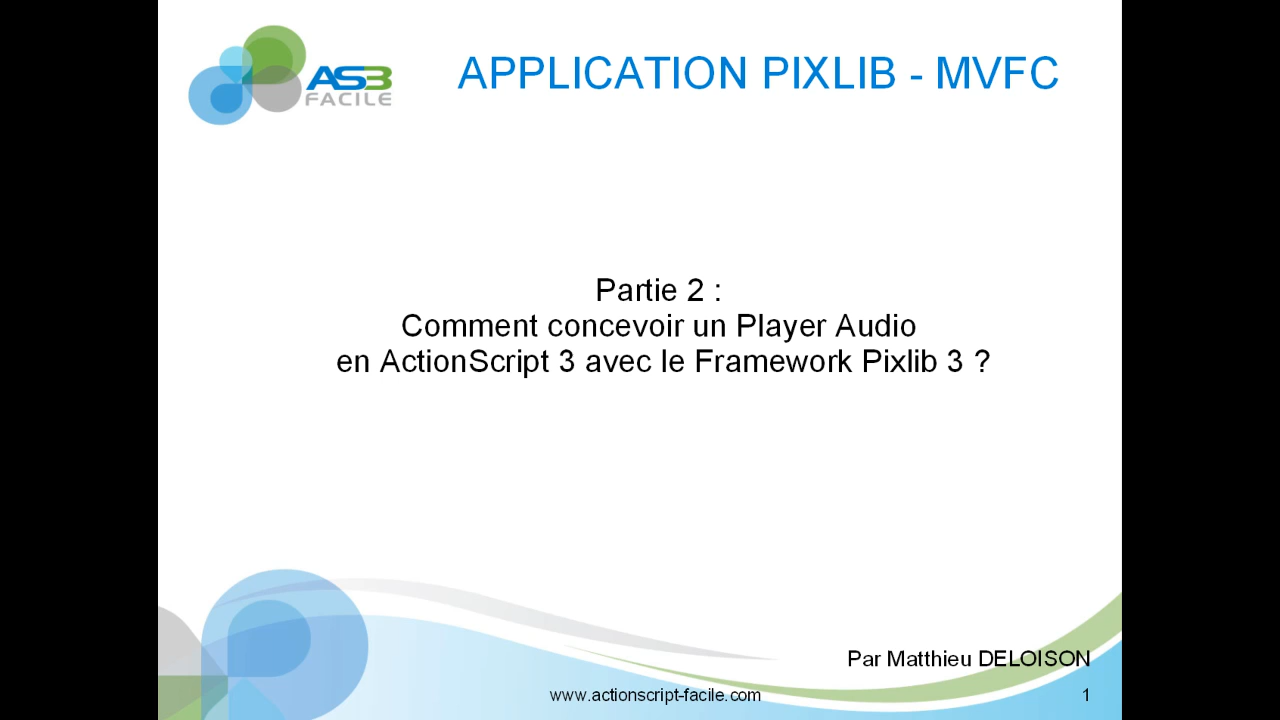 AS3
FACILE
APPLICATION PIXLIB - MVFC
Partie 2 :
Comment concevoir un Player Audio
en ActionScript 3 avec le Framework Pixlib 3 ?
Par Matthieu DELOISON
www.actionscript-facile.com
1